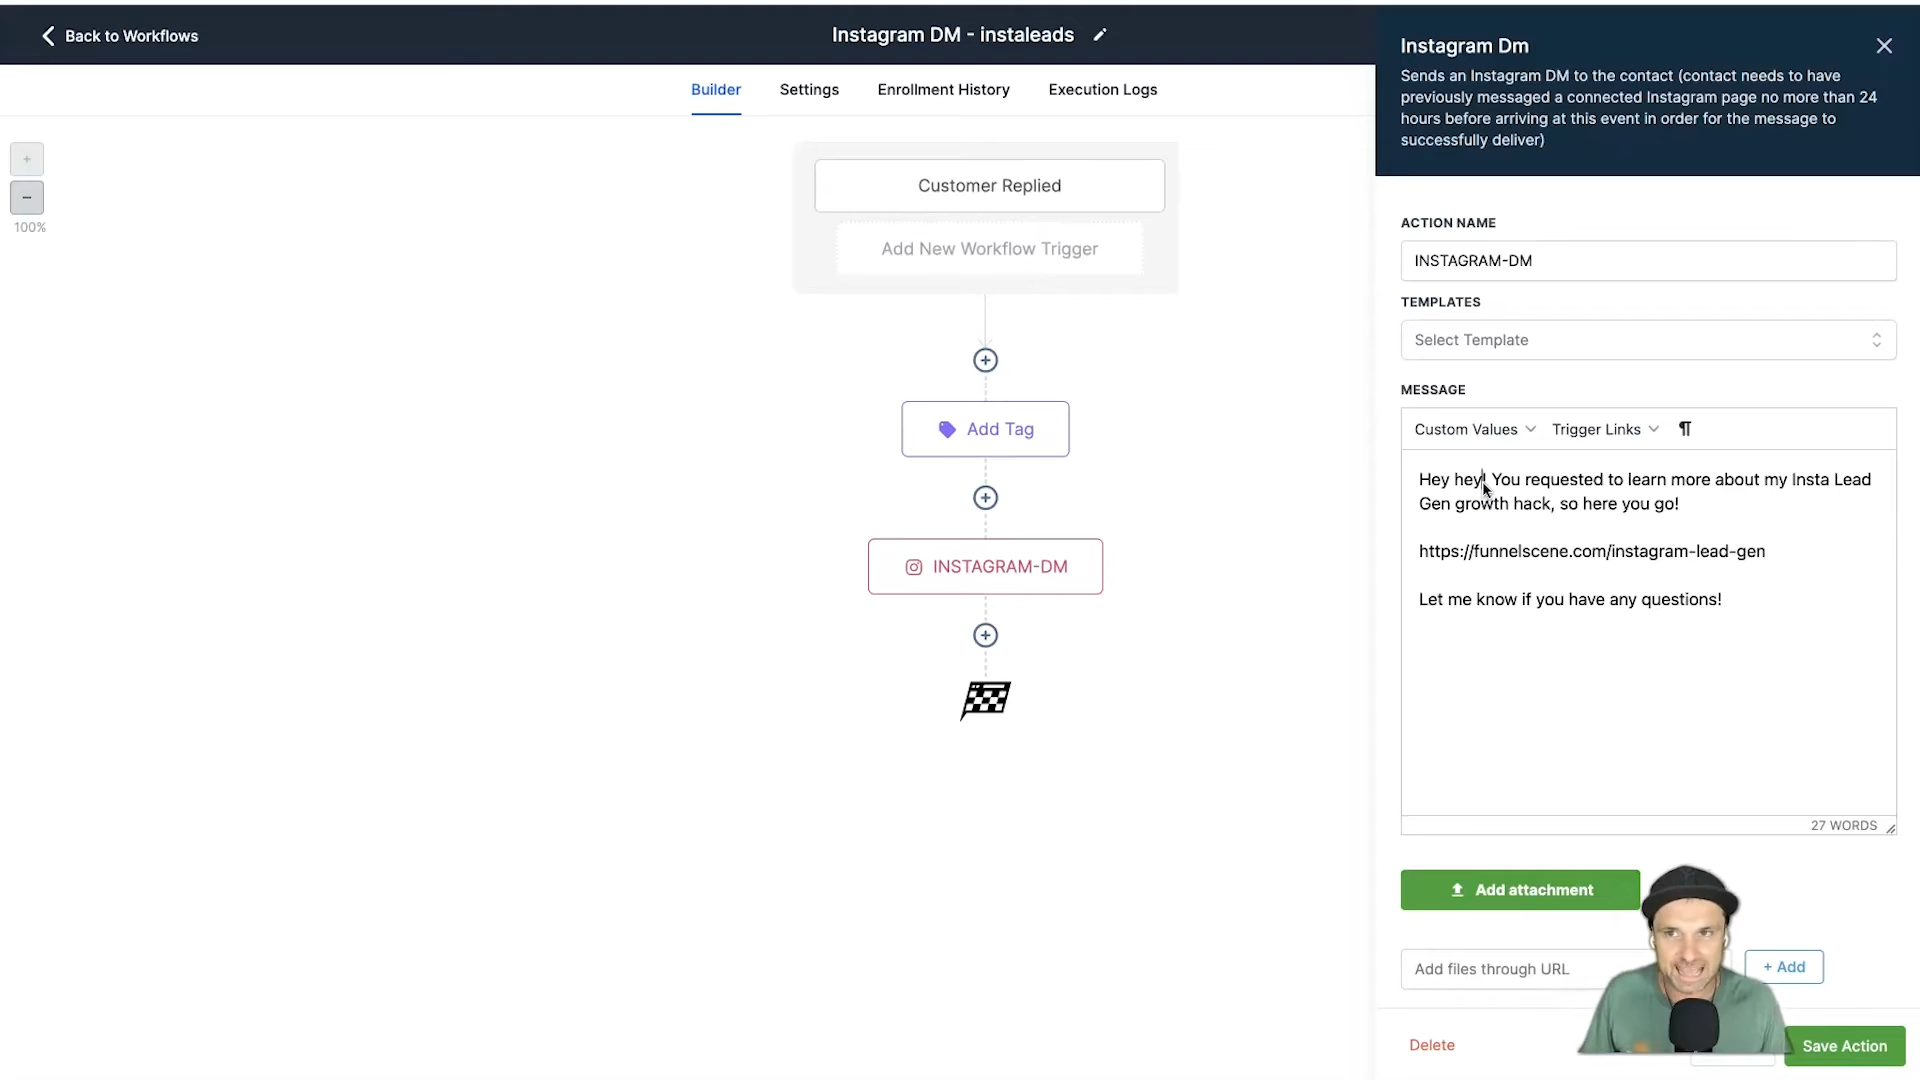 Back to Workflows
Instagram DM - instaleads
Builder
Settings
Enrollment History
Execution Logs
+
−
100%
Customer Replied
Add New Workflow Trigger
Add Tag
INSTAGRAM-DM
Instagram Dm
Sends an Instagram DM to the contact (contact needs to have
previously messaged a connected Instagram page no more than 24
hours before arriving at this event in order for the message to
successfully deliver)
ACTION NAME
INSTAGRAM-DM
TEMPLATES
Select Template
MESSAGE
Custom Values
Trigger Links
¶
Hey hey! You requested to learn more about my Insta Lead
Gen growth hack, so here you go!
https://funnelscene.com/instagram-lead-gen
Let me know if you have any questions!
27 WORDS
Add attachment
Add files through URL
+ Add
Delete
Save Action